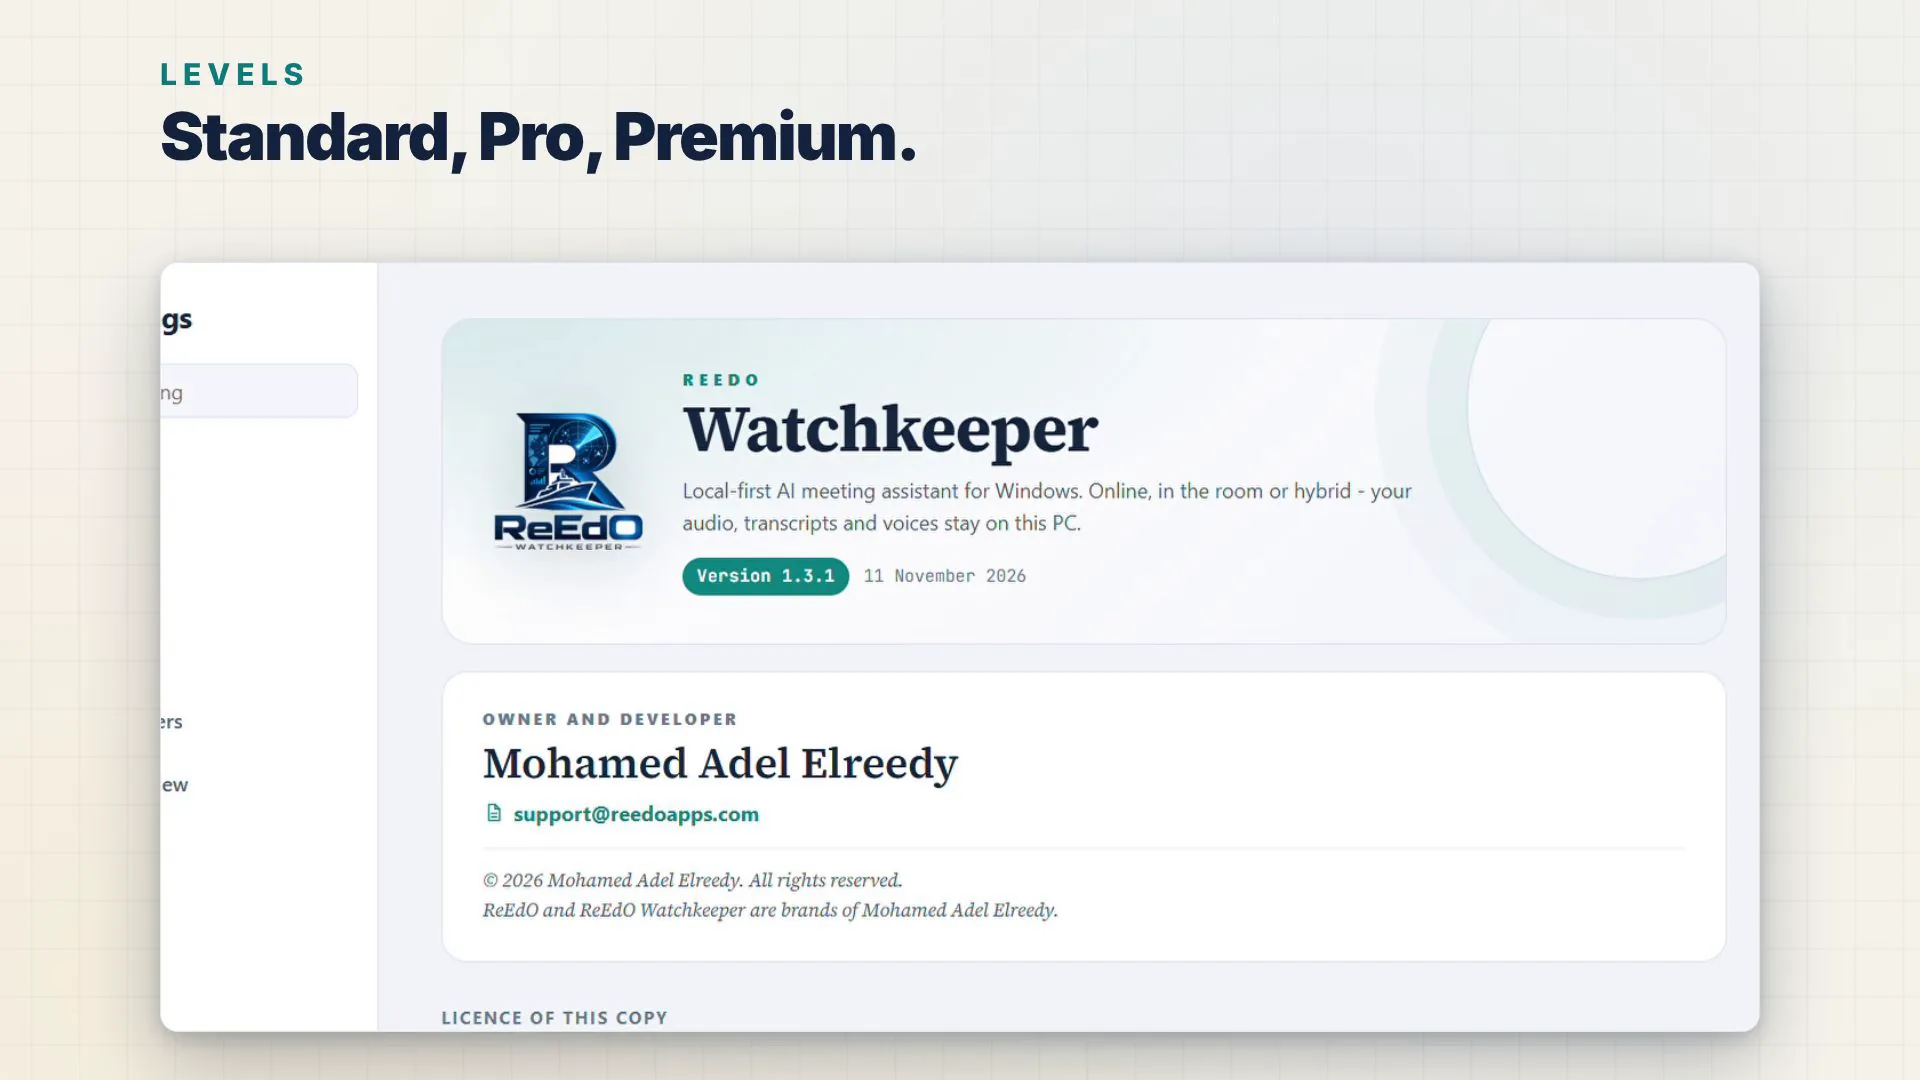 LEVELS
Standard, Pro, Premium.
gs
ng
ers
ew
REEDO
Watchkeeper
ReEdO
WATCHKEEPER
Local-first AI meeting assistant for Windows. Online, in the room or hybrid - your
audio, transcripts and voices stay on this PC.
Version 1.3.1
11 November 2026
OWNER AND DEVELOPER
Mohamed Adel Elreedy
support@reedoapps.com
© 2026 Mohamed Adel Elreedy. All rights reserved.
ReEdO and ReEdO Watchkeeper are brands of Mohamed Adel Elreedy.
LICENCE OF THIS COPY